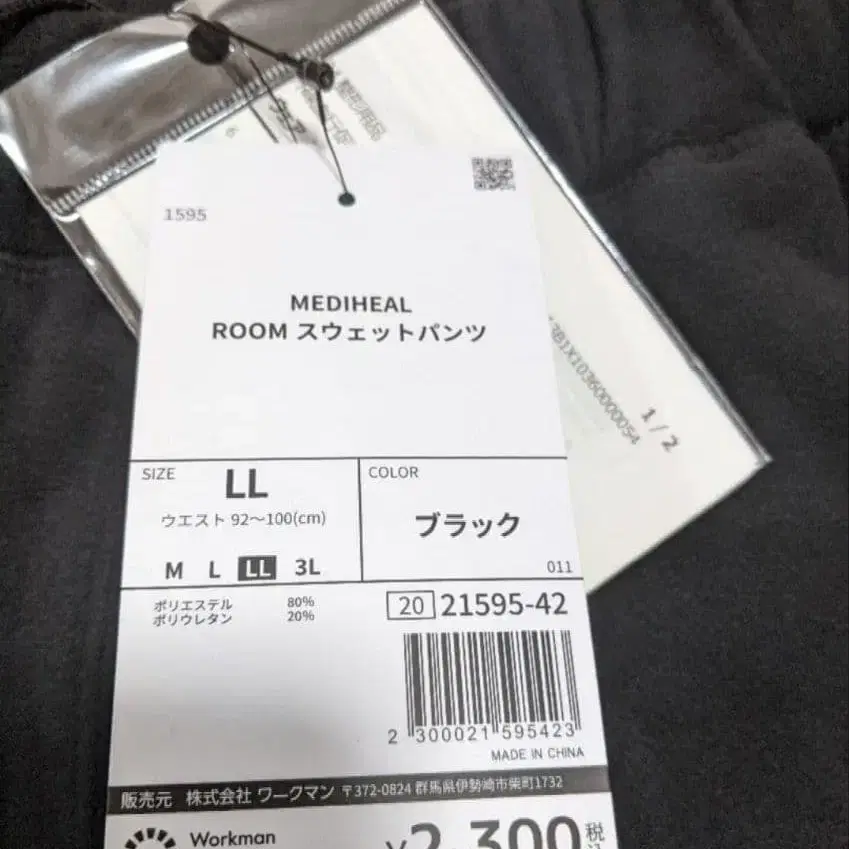 1595
MEDIHEAL
ROOM スウェットパンツ
SIZE
LL
ウエスト 92〜100(cm)
M L LL 3L
COLOR
ブラック
011
ポリエステル 80%
ポリウレタン 20%
20 21595-42
2 300021 595423
MADE IN CHINA
販売元 株式会社 ワークマン 〒372-0824 群馬県伊勢崎市柴町1732
Workman
¥2,300 税込
1 / 2